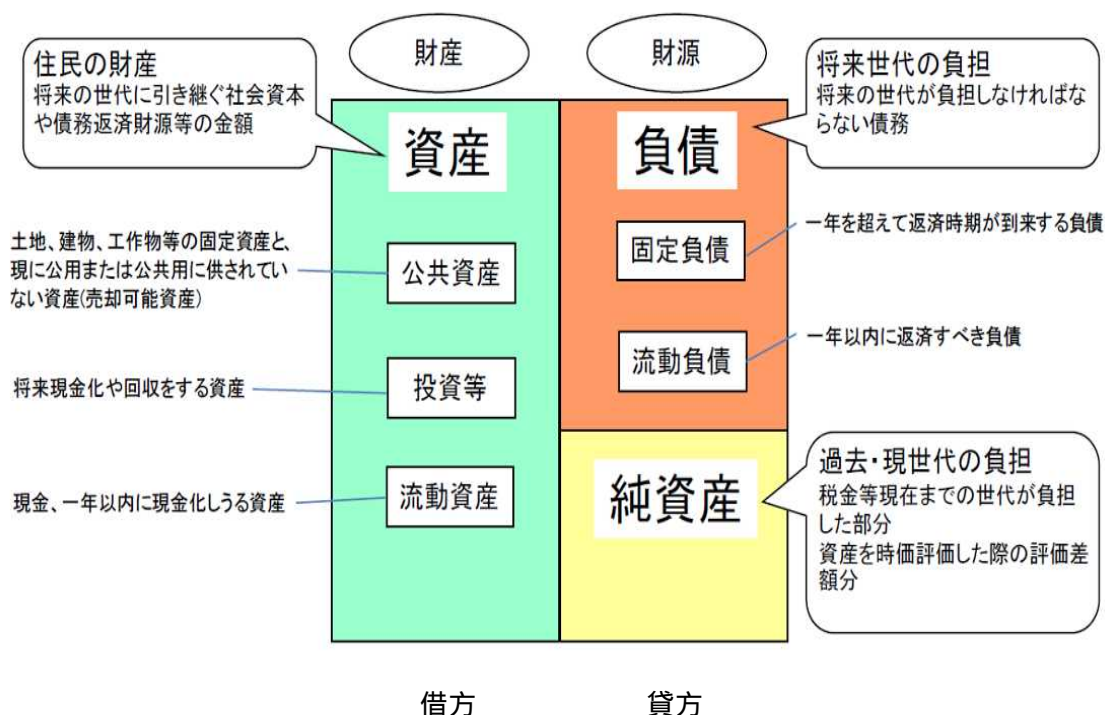 財産
財源
住民の財産
将来の世代に引き継ぐ社会資本
や債務返済財源等の金額
将来世代の負担
将来の世代が負担しなければな
らない債務
資産
負債
土地、建物、工作物等の固定資産と、
現に公用または公共用に供されてい
ない資産(売却可能資産)
公共資産
固定負債
一年を超えて返済時期が到来する負債
将来現金化や回収をする資産
投資等
流動負債
一年以内に返済すべき負債
現金、一年以内に現金化しうる資産
流動資産
純資産
過去・現世代の負担
税金等現在までの世代が負担
した部分
資産を時価評価した際の評価差
額分
借方
貸方